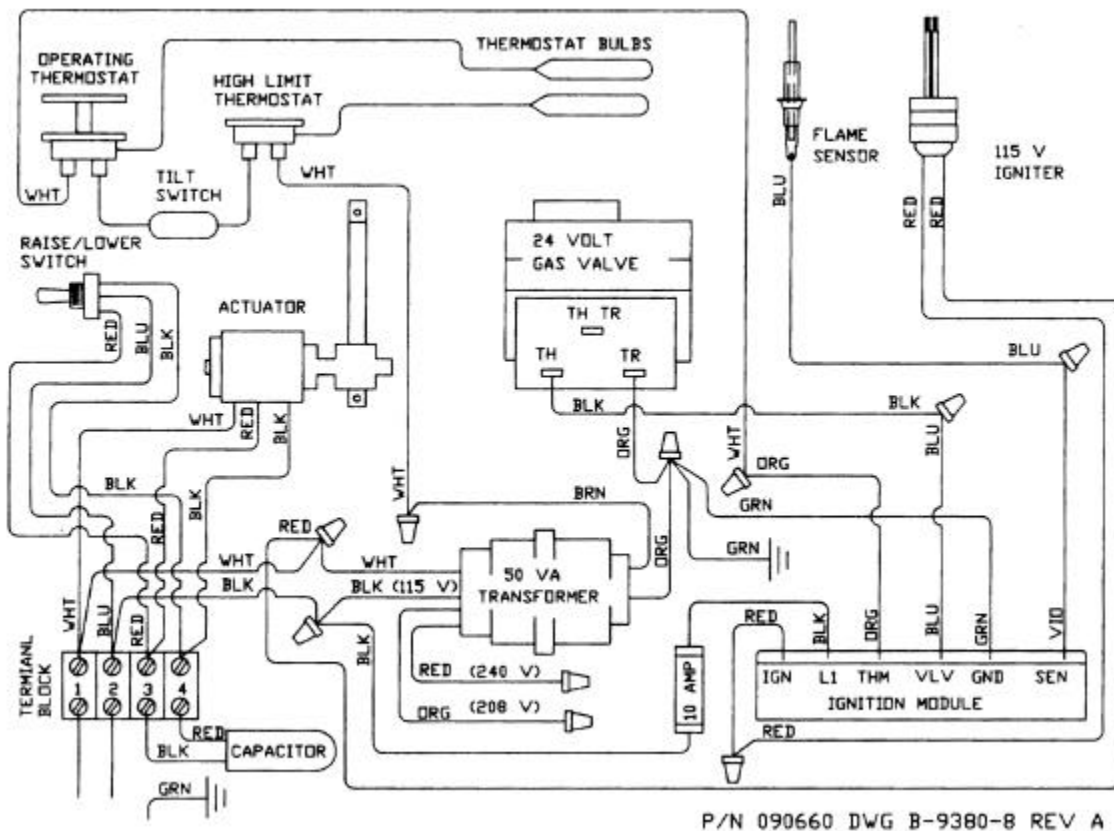 OPERATING
THERMOSTAT
HIGH LIMIT
THERMOSTAT
THERMOSTAT BULBS
FLAME
SENSOR
115 V
IGNITER
WHT
TILT
SWITCH
WHT
BLU
RED
RED
RAISE/LOWER
SWITCH
RED
BLU
BLK
ACTUATOR
24 VOLT
GAS VALVE
TH TR
TH
TR
BLU
WHT
RED
BLK
BLK
BLK
ORG
WHT
ORG
BLU
BLK
RED
BLK
WHT
BRN
GRN
RED
WHT
WHT
ORG
GRN
BLK
BLK (115 V)
50 VA
TRANSFORMER
WHT
BLU
RED
BLK
RED (240 V)
ORG (208 V)
RED
BLK
ORG
BLU
GRN
VIO
TERMIANL
BLOCK
1
2
3
4
10 AMP
IGN
L1
THM
VLV
GND
SEN
IGNITION MODULE
RED
BLK
CAPACITOR
RED
GRN
P/N 090660 DWG B-9380-8 REV A